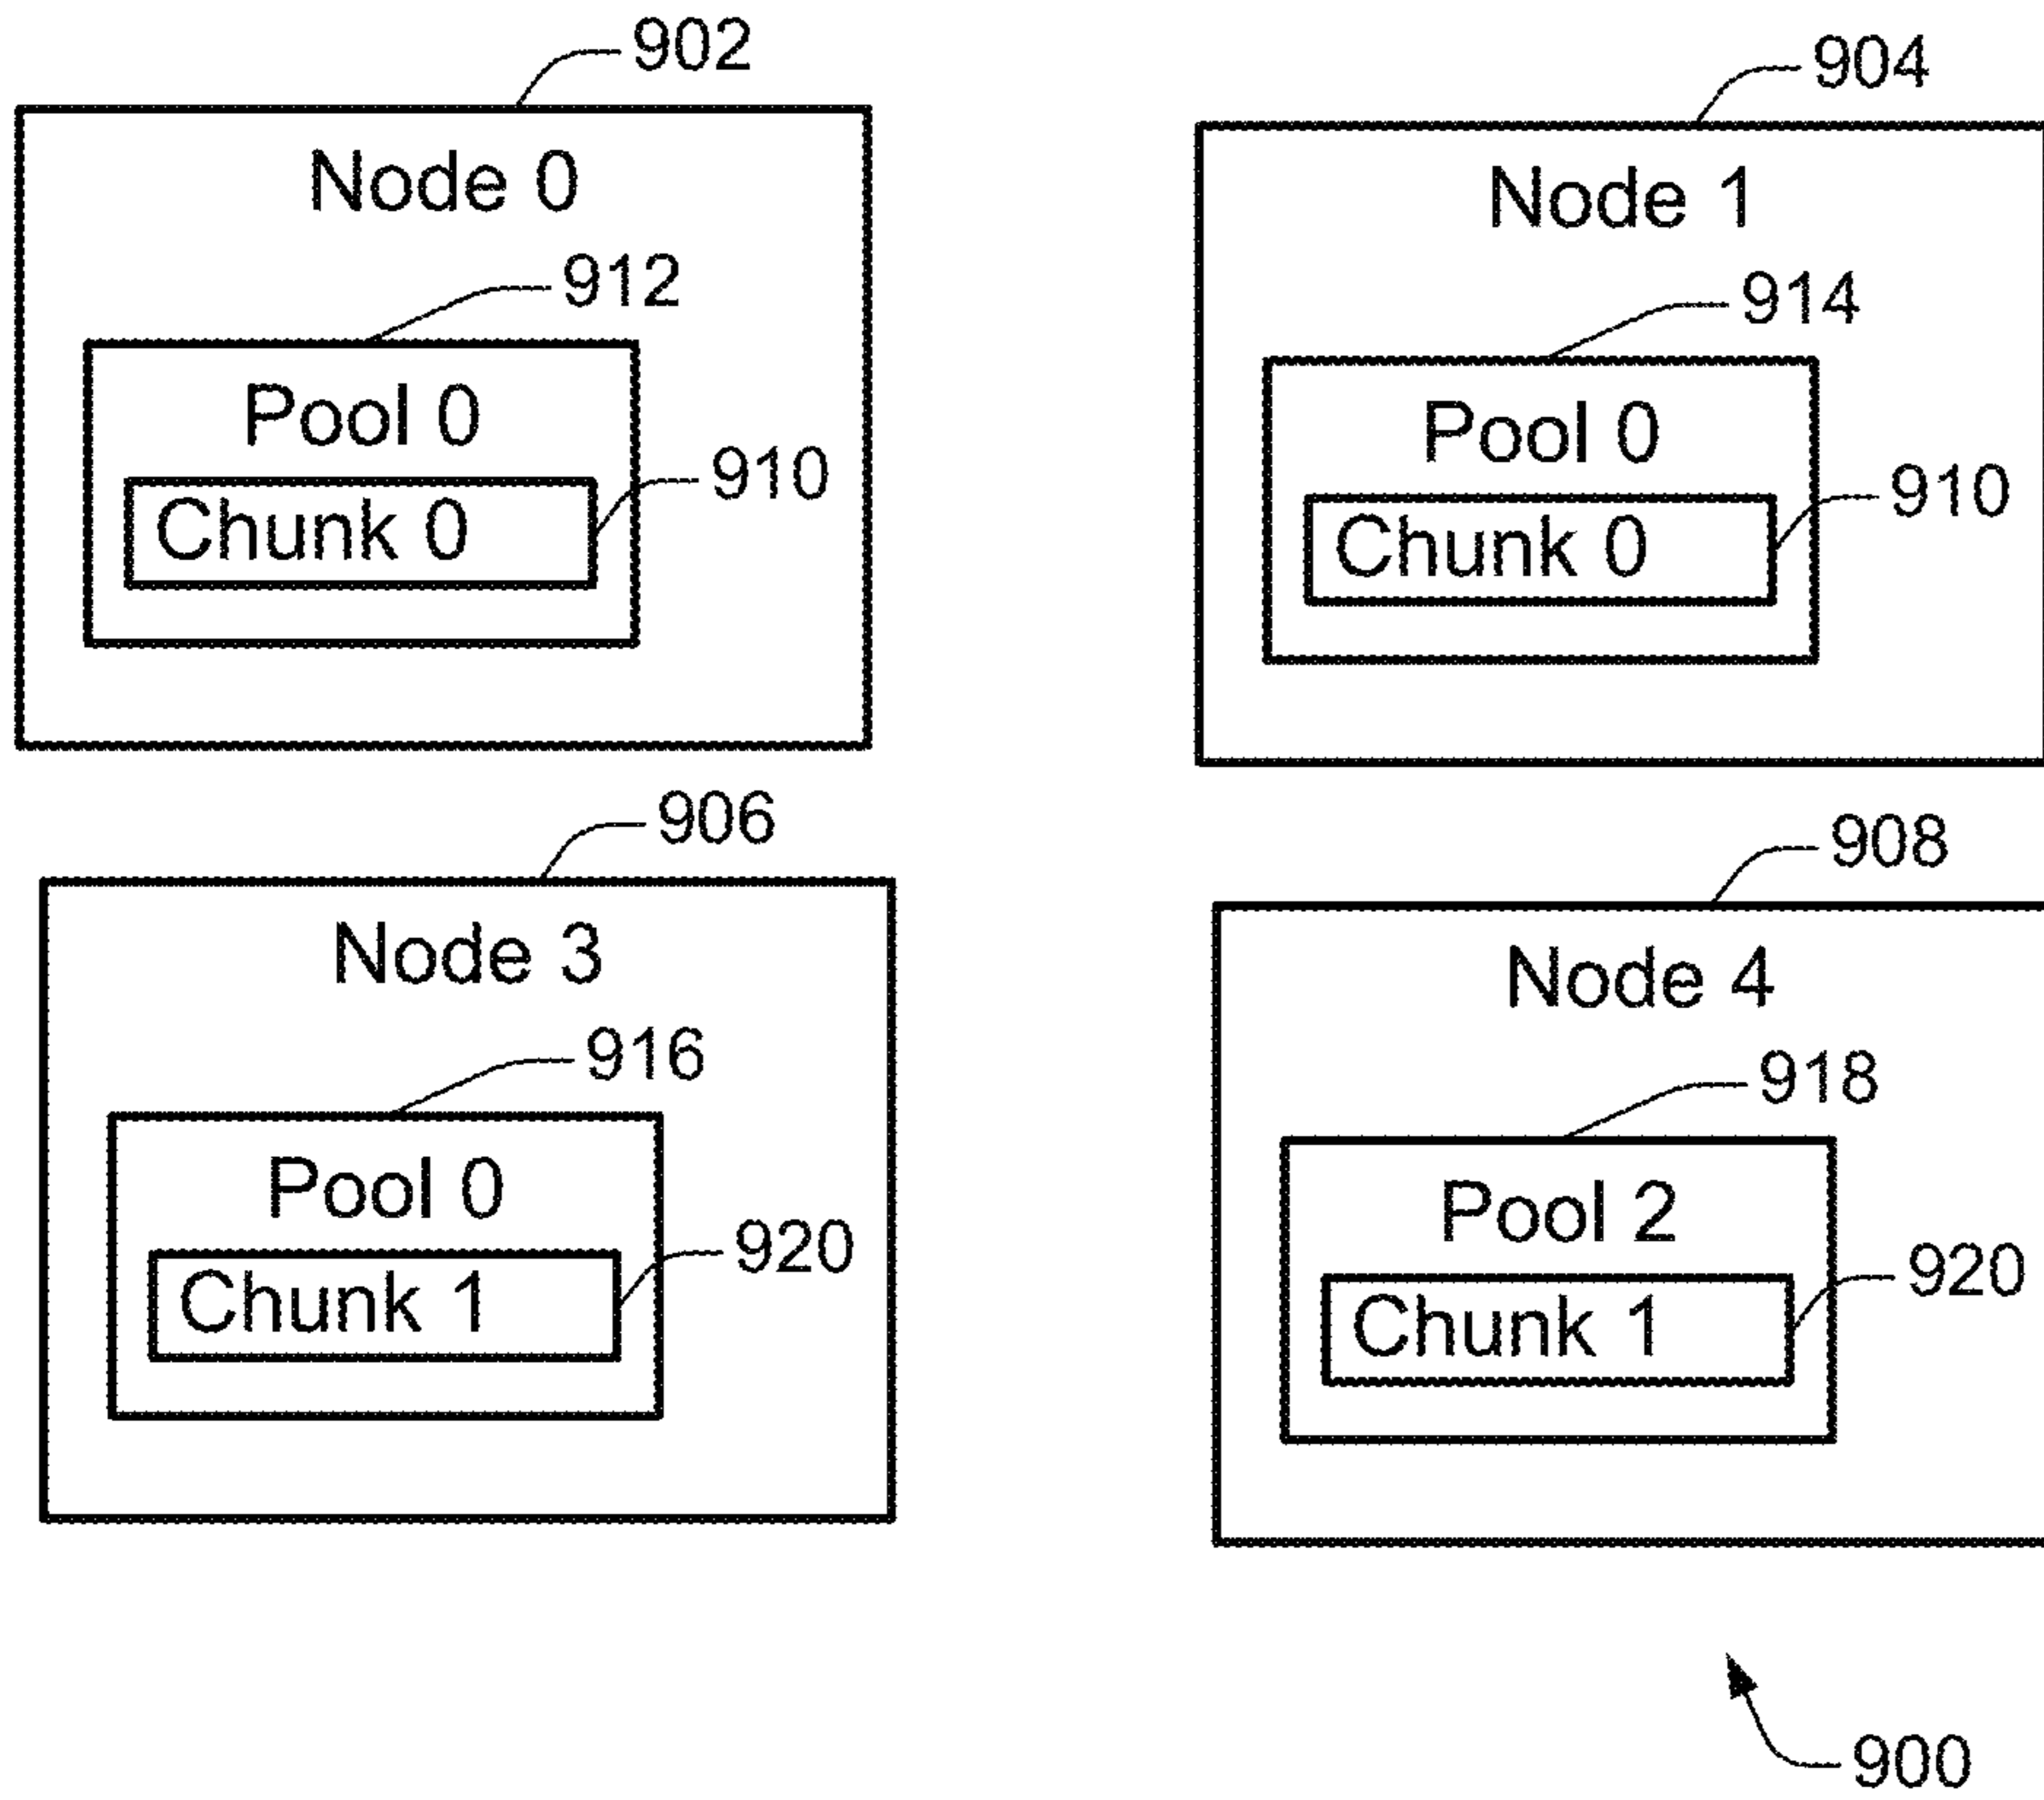 902
904
Node 0
Node 1
912
914
Pool 0
Pool 0
910
910
Chunk 0
Chunk 0
906
908
Node 3
Node 4
916
918
Pool 0
Pool 2
920
920
Chunk 1
Chunk 1
900